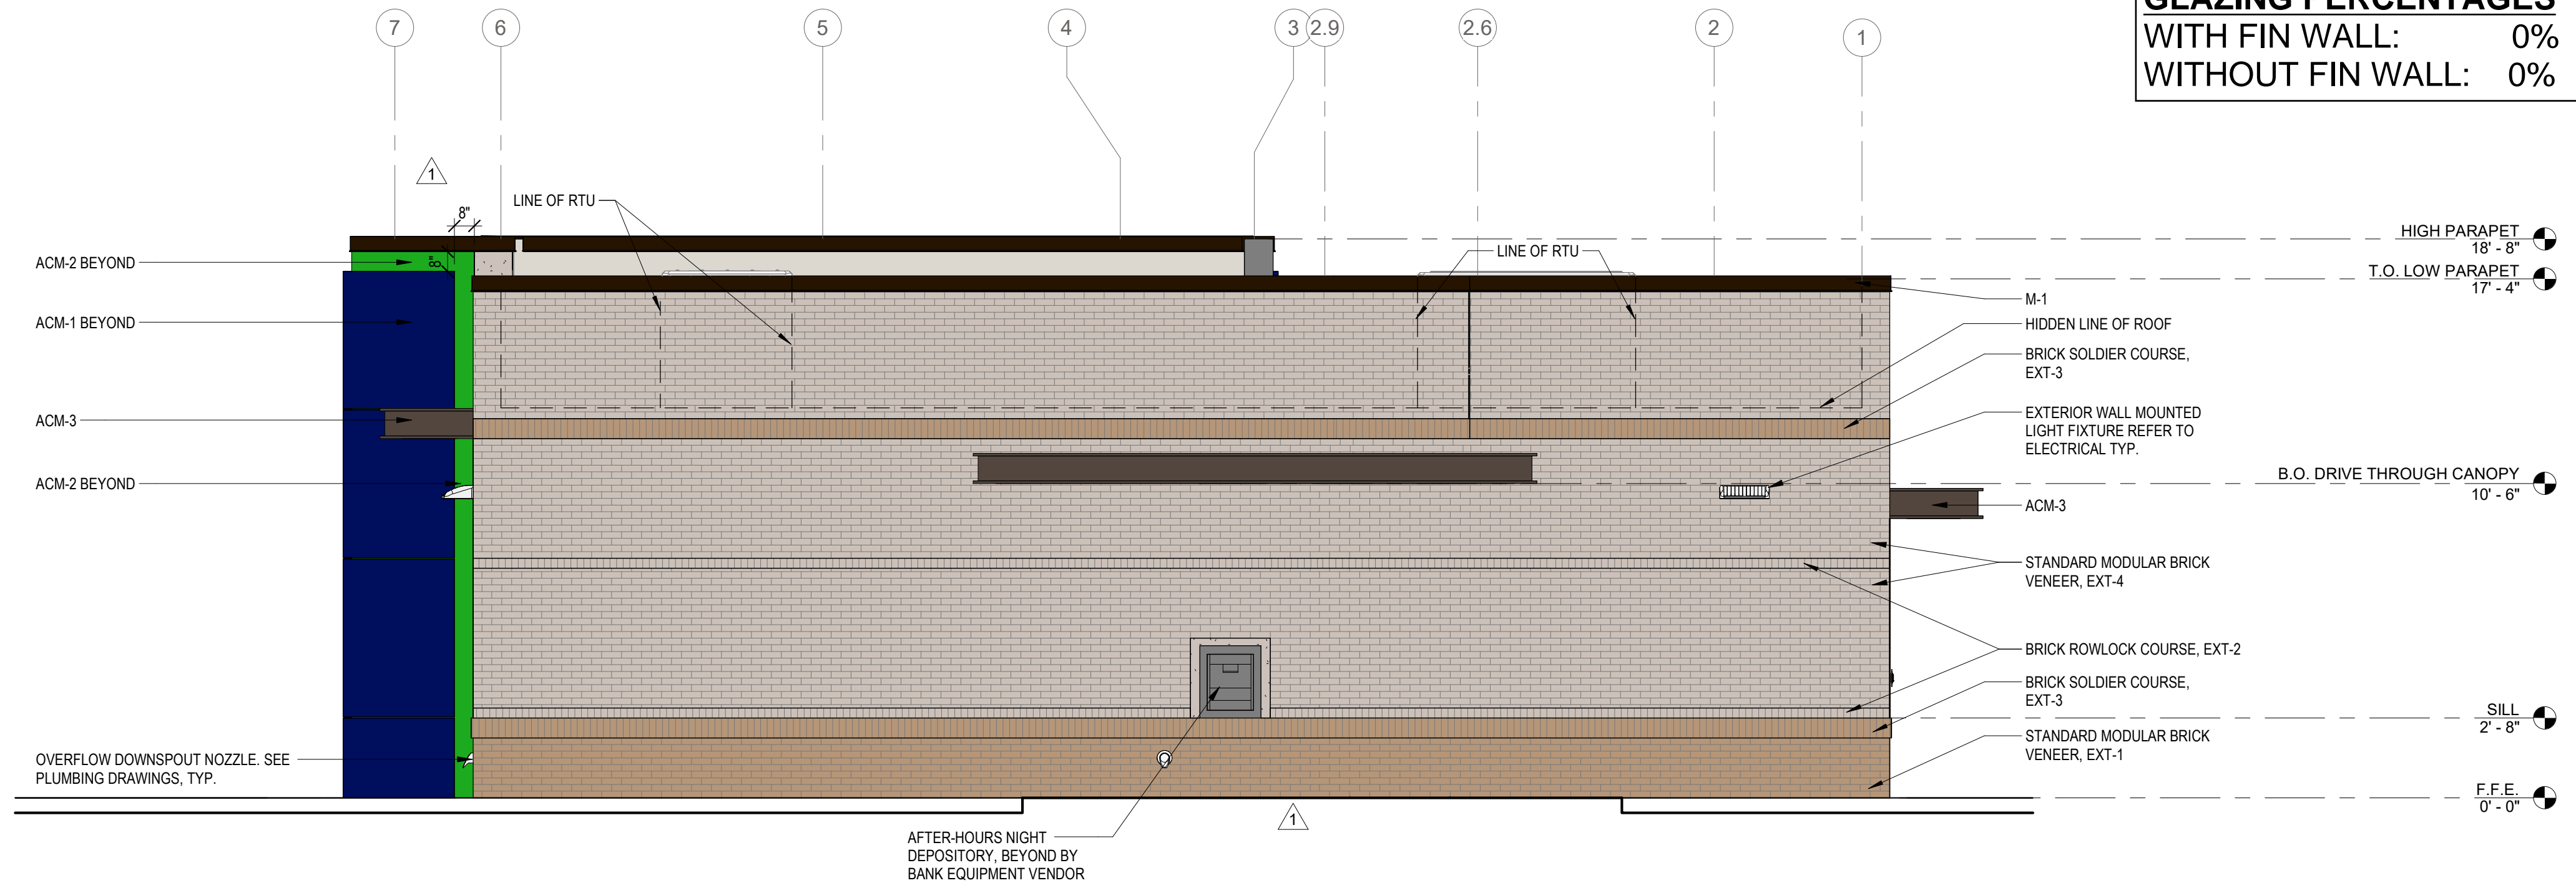 GLAZING PERCENTAGES
WITH FIN WALL: 0%
WITHOUT FIN WALL: 0%
7
6
5
4
3
2.9
2.6
2
1
1
8"
8"
LINE OF RTU
LINE OF RTU
ACM-2 BEYOND
ACM-1 BEYOND
ACM-3
ACM-2 BEYOND
OVERFLOW DOWNSPOUT NOZZLE. SEE
PLUMBING DRAWINGS, TYP.
AFTER-HOURS NIGHT
DEPOSITORY, BEYOND BY
BANK EQUIPMENT VENDOR
1
M-1
HIDDEN LINE OF ROOF
BRICK SOLDIER COURSE,
EXT-3
EXTERIOR WALL MOUNTED
LIGHT FIXTURE REFER TO
ELECTRICAL TYP.
ACM-3
STANDARD MODULAR BRICK
VENEER, EXT-4
BRICK ROWLOCK COURSE, EXT-2
BRICK SOLDIER COURSE,
EXT-3
STANDARD MODULAR BRICK
VENEER, EXT-1
HIGH PARAPET
18' - 8"
T.O. LOW PARAPET
17' - 4"
B.O. DRIVE THROUGH CANOPY
10' - 6"
SILL
2' - 8"
F.F.E.
0' - 0"